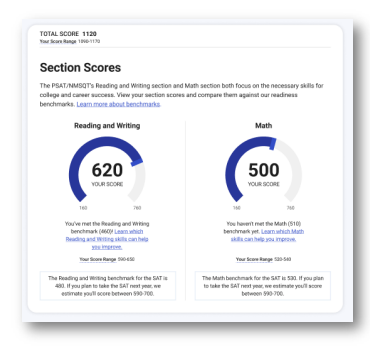 TOTAL SCORE 1120
Your Score Range 1090-1170
Section Scores
The PSAT/NMSQT's Reading and Writing section and Math section both focus on the necessary skills for
college and career success. View your section scores and compare them against our readiness
benchmarks. Learn more about benchmarks.
Reading and Writing
620
YOUR SCORE
160 760
You've met the Reading and Writing
benchmark (460)! Learn which
Reading and Writing skills can help
you improve.
Your Score Range 590-650
The Reading and Writing benchmark for the SAT is
480. If you plan to take the SAT next year, we
estimate you'll score between 590-700.
Math
500
YOUR SCORE
160 760
You haven't met the Math (510)
benchmark yet. Learn which Math
skills can help you improve.
Your Score Range 520-540
The Math benchmark for the SAT is 530. If you plan
to take the SAT next year, we estimate you'll score
between 590-700.